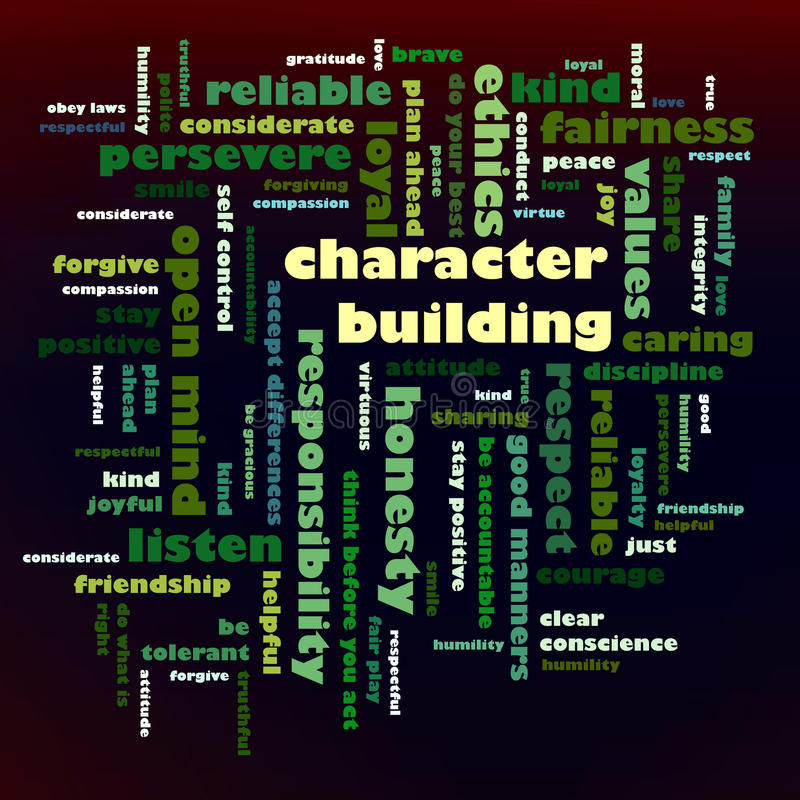 gratitude
love
brave
truthful
humility
polite
reliable
obey laws
respectful
considerate
persevere
loyal
plan ahead
do your best
peace
ethics
kind
loyal
moral
love
true
fairness
conduct
peace
respect
loyal
virtue
joy
values
share
family
love
integrity
smile
forgiving
compassion
considerate
self control
accountability
open mind
forgive
compassion
stay
positive
character
building
caring
discipline
attitude
accept differences
responsibility
virtuous
honesty
kind
sharing
true
respect
reliable
good
humility
persevere
loyalty
friendship
helpful
just
helpful
plan
ahead
respectful
kind
joyful
kind
be gracious
listen
considerate
friendship
helpful
think before you act
stay positive
be accountable
good manners
courage
smile
clear
conscience
humility
humility
do what is
right
be
tolerant
forgive
attitude
truthful
fair play
respectful
dreamstime